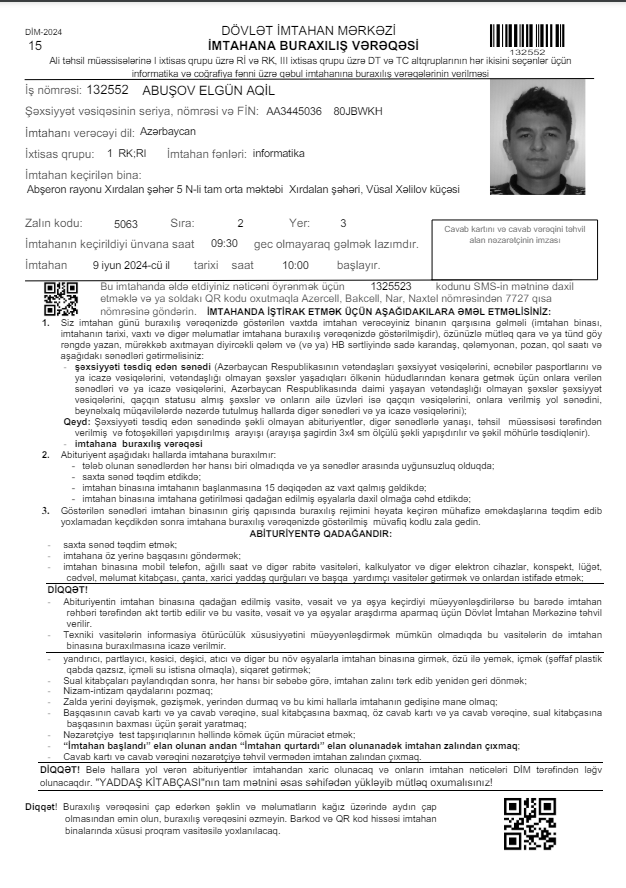 DİM-2024
DÖVLƏT İMTAHAN MƏRKƏZİ
15
İMTAHANA BURAXILIŞ VƏRƏQƏSİ
132552
Ali təhsil müəssisələrinə I ixtisas qrupu üzrə Rİ və RK, III ixtisas qrupu üzrə DT və TC altqruplarının hər ikisini seçənlər üçün
informatika və coğrafiya fənni üzrə qəbul imtahanına buraxılış vərəqələrinin verilməsi
İş nömrəsi: 132552 ABUŞOV ELGÜN AQİL
Şəxsiyyət vəsiqəsinin seriya, nömrəsi və FİN: AA3445036 80JBWKH
İmtahanı verəcəyi dil: Azərbaycan
İxtisas qrupu: 1 RK;RI İmtahan fənləri: informatika
İmtahan keçirilən bina:
Abşeron rayonu Xırdalan şəhər 5 N-li tam orta məktəbi Xırdalan şəhəri, Vüsal Xəlilov küçəsi
Zalın kodu: 5063 Sıra: 2 Yer: 3
Cavab kartını və cavab vərəqini təhvil
alan nəzarətçinin imzası
İmtahanın keçirildiyi ünvana saat 09:30 gec olmayaraq gəlmək lazımdır.
İmtahan 9 iyun 2024-cü il tarixi saat 10:00 başlayır.
Bu imtahanda əldə etdiyiniz nəticəni öyrənmək üçün 1325523 kodunu SMS-in mətninə daxil
etməklə və ya soldakı QR kodu oxutmaqla Azercell, Bakcell, Nar, Naxtel nömrəsindən 7727 qısa
nömrəsinə göndərin. İMTAHANDA İŞTİRAK ETMƏK ÜÇÜN AŞAĞIDAKILARA ƏMƏL ETMƏLİSİNİZ:
1. Siz imtahan günü buraxılış vərəqənizdə göstərilən vaxtda imtahan verəcəyiniz binanın qarşısına gəlməli (imtahan binası,
imtahanın tarixi, vaxtı və digər məlumatlar imtahana buraxılış vərəqənizdə göstərilmişdir), özünüzlə mütləq qara və ya tünd göy
rəngdə yazan, mürəkkəb axıtmayan diyircəkli qələm və (və ya) HB sərtliyində sadə karandaş, qələmyonan, pozan, qol saatı və
aşağıdakı sənədləri gətirməlisiniz:
- şəxsiyyəti təsdiq edən sənədi (Azərbaycan Respublikasının vətəndaşları şəxsiyyət vəsiqələrini, əcnəbilər pasportlarını və
ya icazə vəsiqələrini, vətəndaşlığı olmayan şəxslər yaşadıqları ölkənin hüdudlarından kənara getmək üçün onlara verilən
sənədlərini və ya icazə vəsiqələrini, Azərbaycan Respublikasında daimi yaşayan vətəndaşlığı olmayan şəxslər şəxsiyyət
vəsiqələrini, qaçqın statusu almış şəxslər və onların ailə üzvləri isə qaçqın vəsiqələrini, onlara verilmiş yol sənədini,
beynəlxalq müqavilələrdə nəzərdə tutulmuş hallarda digər sənədləri və ya icazə vəsiqələrini);
Qeyd: Şəxsiyyəti təsdiq edən sənədində şəkli olmayan abituriyentlər, digər sənədlərlə yanaşı, təhsil müəssisəsi tərəfindən
verilmiş və fotoşəkilləri yapışdırılmış arayışı (arayışa şagirdin 3x4 sm ölçülü şəkli yapışdırılır və şəkil möhürlə təsdiqlənir).
- imtahana buraxılış vərəqəsi
2. Abituriyent aşağıdakı hallarda imtahana buraxılmır:
- tələb olunan sənədlərdən hər hansı biri olmadıqda və ya sənədlər arasında uyğunsuzluq olduqda;
- saxta sənəd təqdim etdikdə;
- imtahan binasına imtahanın başlanmasına 15 dəqiqədən az vaxt qalmış gəldikdə;
- imtahan binasına imtahana gətirilməsi qadağan edilmiş əşyalarla daxil olmağa cəhd etdikdə;
3. Göstərilən sənədləri imtahan binasının giriş qapısında buraxılış rejimini həyata keçirən mühafizə əməkdaşlarına təqdim edib
yoxlamadan keçdikdən sonra imtahana buraxılış vərəqənizdə göstərilmiş müvafiq kodlu zala gedin.
ABİTURİYENTƏ QADAĞANDIR:
- saxta sənəd təqdim etmək;
- imtahana öz yerinə başqasını göndərmək;
- imtahan binasına mobil telefon, ağıllı saat və digər rabitə vasitələri, kalkulyator və digər elektron cihazlar, konspekt, lüğət,
cədvəl, məlumat kitabçası, çanta, xarici yaddaş qurğuları və başqa yardımçı vasitələr gətirmək və onlardan istifadə etmək;
DİQQƏT!
- Abituriyentin imtahan binasına qadağan edilmiş vasitə, vəsait və ya əşya keçirdiyi müəyyənləşdirilərsə bu barədə imtahan
rəhbəri tərəfindən akt tərtib edilir və bu vasitə, vəsait və ya əşyalar araşdırma aparmaq üçün Dövlət İmtahan Mərkəzinə təhvil
verilir.
- Texniki vasitələrin informasiya ötürücülük xüsusiyyətini müəyyənləşdirmək mümkün olmadıqda bu vasitələrin də imtahan
binasına buraxılmasına icazə verilmir.
- yandırıcı, partlayıcı, kəsici, deşici, atıcı və digər bu növ əşyalarla imtahan binasına girmək, özü ilə yemək, içmək (şəffaf plastik
qabda qazsız, içməli su istisna olmaqla), siqaret gətirmək;
- Sual kitabçaları paylandıqdan sonra, hər hansı bir səbəbə görə, imtahan zalını tərk edib yenidən geri dönmək;
- Nizam-intizam qaydalarını pozmaq;
- Zalda yerini dəyişmək, gəzişmək, yerindən durmaq və bu kimi hallarla imtahanın gedişinə mane olmaq;
- Başqasının cavab kartı və ya cavab vərəqinə, sual kitabçasına baxmaq, öz cavab kartı və ya cavab vərəqinə, sual kitabçasına
başqasının baxması üçün şərait yaratmaq;
- Nəzarətçiyə test tapşırıqlarının həllində kömək üçün müraciət etmək;
- “İmtahan başlandı” elan olunan andan “İmtahan qurtardı” elan olunanadək imtahan zalından çıxmaq;
- Cavab kartı və cavab vərəqini nəzarətçiyə təhvil vermədən imtahan zalından çıxmaq.
DİQQƏT! Belə hallara yol verən abituriyentlər imtahandan xaric olunacaq və onların imtahan nəticələri DİM tərəfindən ləğv
olunacaqdır. "YADDAŞ KİTABÇASI"nın tam mətnini əsas səhifədən yükləyib mütləq oxumalısınız!
Diqqət! Buraxılış vərəqəsini çap edərkən şəklin və məlumatların kağız üzərində aydın çap
olmasından əmin olun, buraxılış vərəqəsini əzməyin. Barkod və QR kod hissəsi imtahan
binalarında xüsusi proqram vasitəsilə yoxlanılacaq.